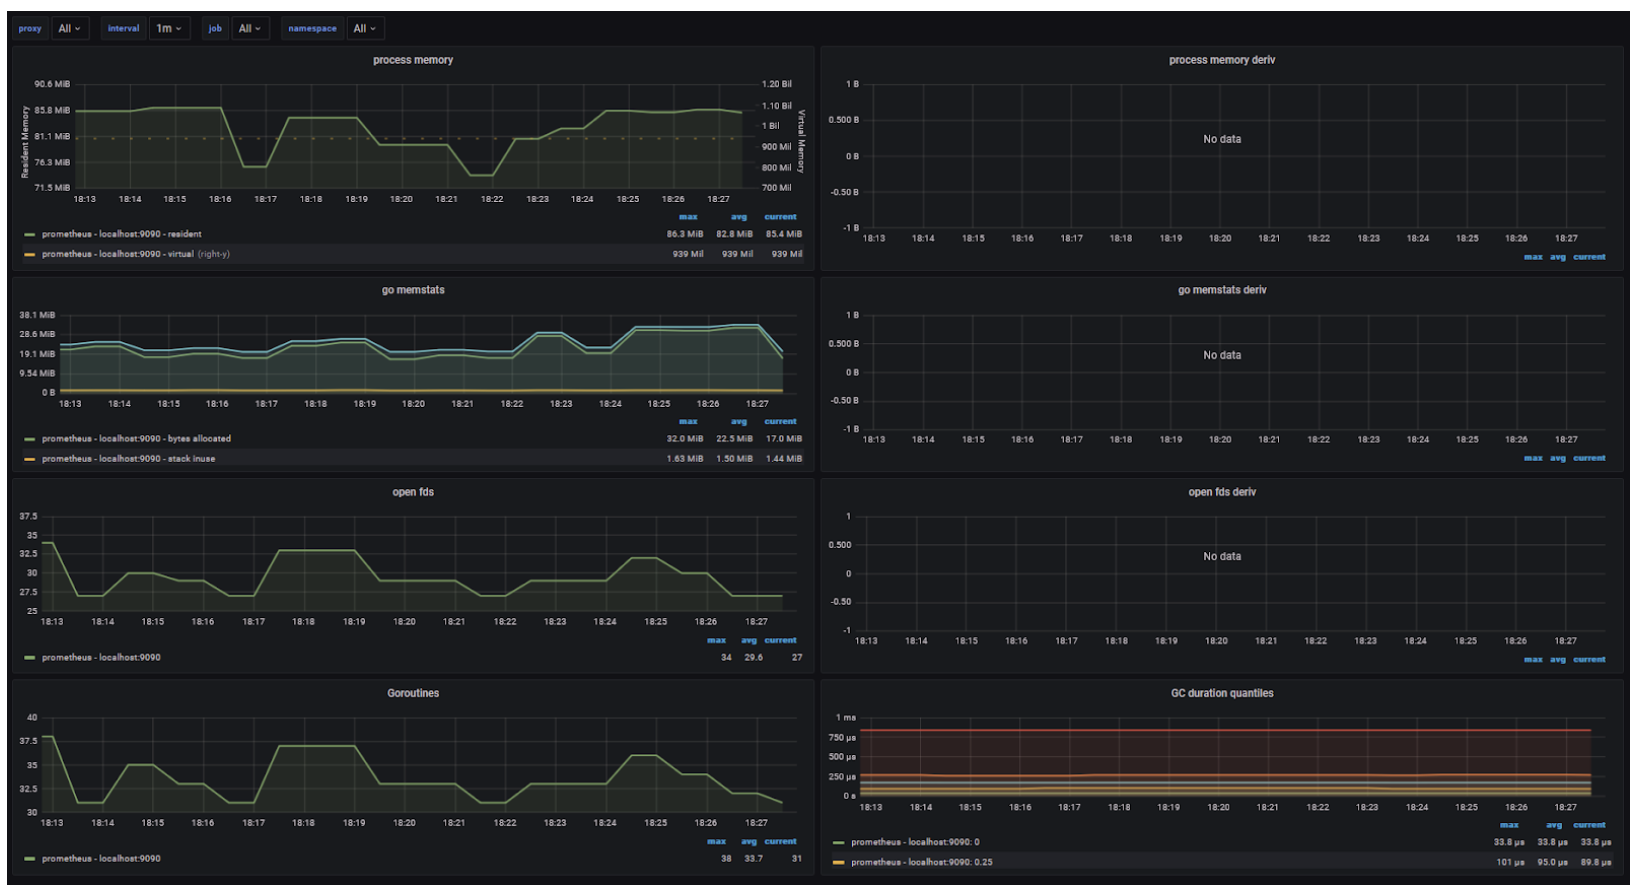 proxy All interval 1m job All namespace All
process memory
90.6 MiB
85.8 MiB
81.1 MiB
76.3 MiB
71.5 MiB
Resident Memory
1.20 Bil
1.10 Bil
1 Bil
900 Mil
800 Mil
700 Mil
Virtual Memory
18:13 18:14 18:15 18:16 18:17 18:18 18:19 18:20 18:21 18:22 18:23 18:24 18:25 18:26 18:27
max avg current
prometheus - localhost:9090 - resident 86.3 MiB 82.8 MiB 85.4 MiB
prometheus - localhost:9090 - virtual (right-y) 939 Mil 939 Mil 939 Mil
process memory deriv
1 B
0.500 B
0 B
-0.50 B
-1 B
No data
18:13 18:14 18:15 18:16 18:17 18:18 18:19 18:20 18:21 18:22 18:23 18:24 18:25 18:26 18:27
max avg current
go memstats
38.1 MiB
28.6 MiB
19.1 MiB
9.54 MiB
0 B
18:13 18:14 18:15 18:16 18:17 18:18 18:19 18:20 18:21 18:22 18:23 18:24 18:25 18:26 18:27
max avg current
prometheus - localhost:9090 - bytes allocated 32.0 MiB 22.5 MiB 17.0 MiB
prometheus - localhost:9090 - stack inuse 1.63 MiB 1.50 MiB 1.44 MiB
go memstats deriv
1 B
0.500 B
0 B
-0.50 B
-1 B
No data
18:13 18:14 18:15 18:16 18:17 18:18 18:19 18:20 18:21 18:22 18:23 18:24 18:25 18:26 18:27
max avg current
open fds
37.5
35
32.5
30
27.5
25
18:13 18:14 18:15 18:16 18:17 18:18 18:19 18:20 18:21 18:22 18:23 18:24 18:25 18:26 18:27
max avg current
prometheus - localhost:9090 34 29.6 27
open fds deriv
1
0.500
0
-0.50
-1
No data
18:13 18:14 18:15 18:16 18:17 18:18 18:19 18:20 18:21 18:22 18:23 18:24 18:25 18:26 18:27
max avg current
Goroutines
40
37.5
35
32.5
30
18:13 18:14 18:15 18:16 18:17 18:18 18:19 18:20 18:21 18:22 18:23 18:24 18:25 18:26 18:27
max avg current
prometheus - localhost:9090 38 33.7 31
GC duration quantiles
1 ms
750 µs
500 µs
250 µs
0 s
18:13 18:14 18:15 18:16 18:17 18:18 18:19 18:20 18:21 18:22 18:23 18:24 18:25 18:26 18:27
max avg current
prometheus - localhost:9090: 0 33.8 µs 33.8 µs 33.8 µs
prometheus - localhost:9090: 0.25 101 µs 95.0 µs 89.8 µs